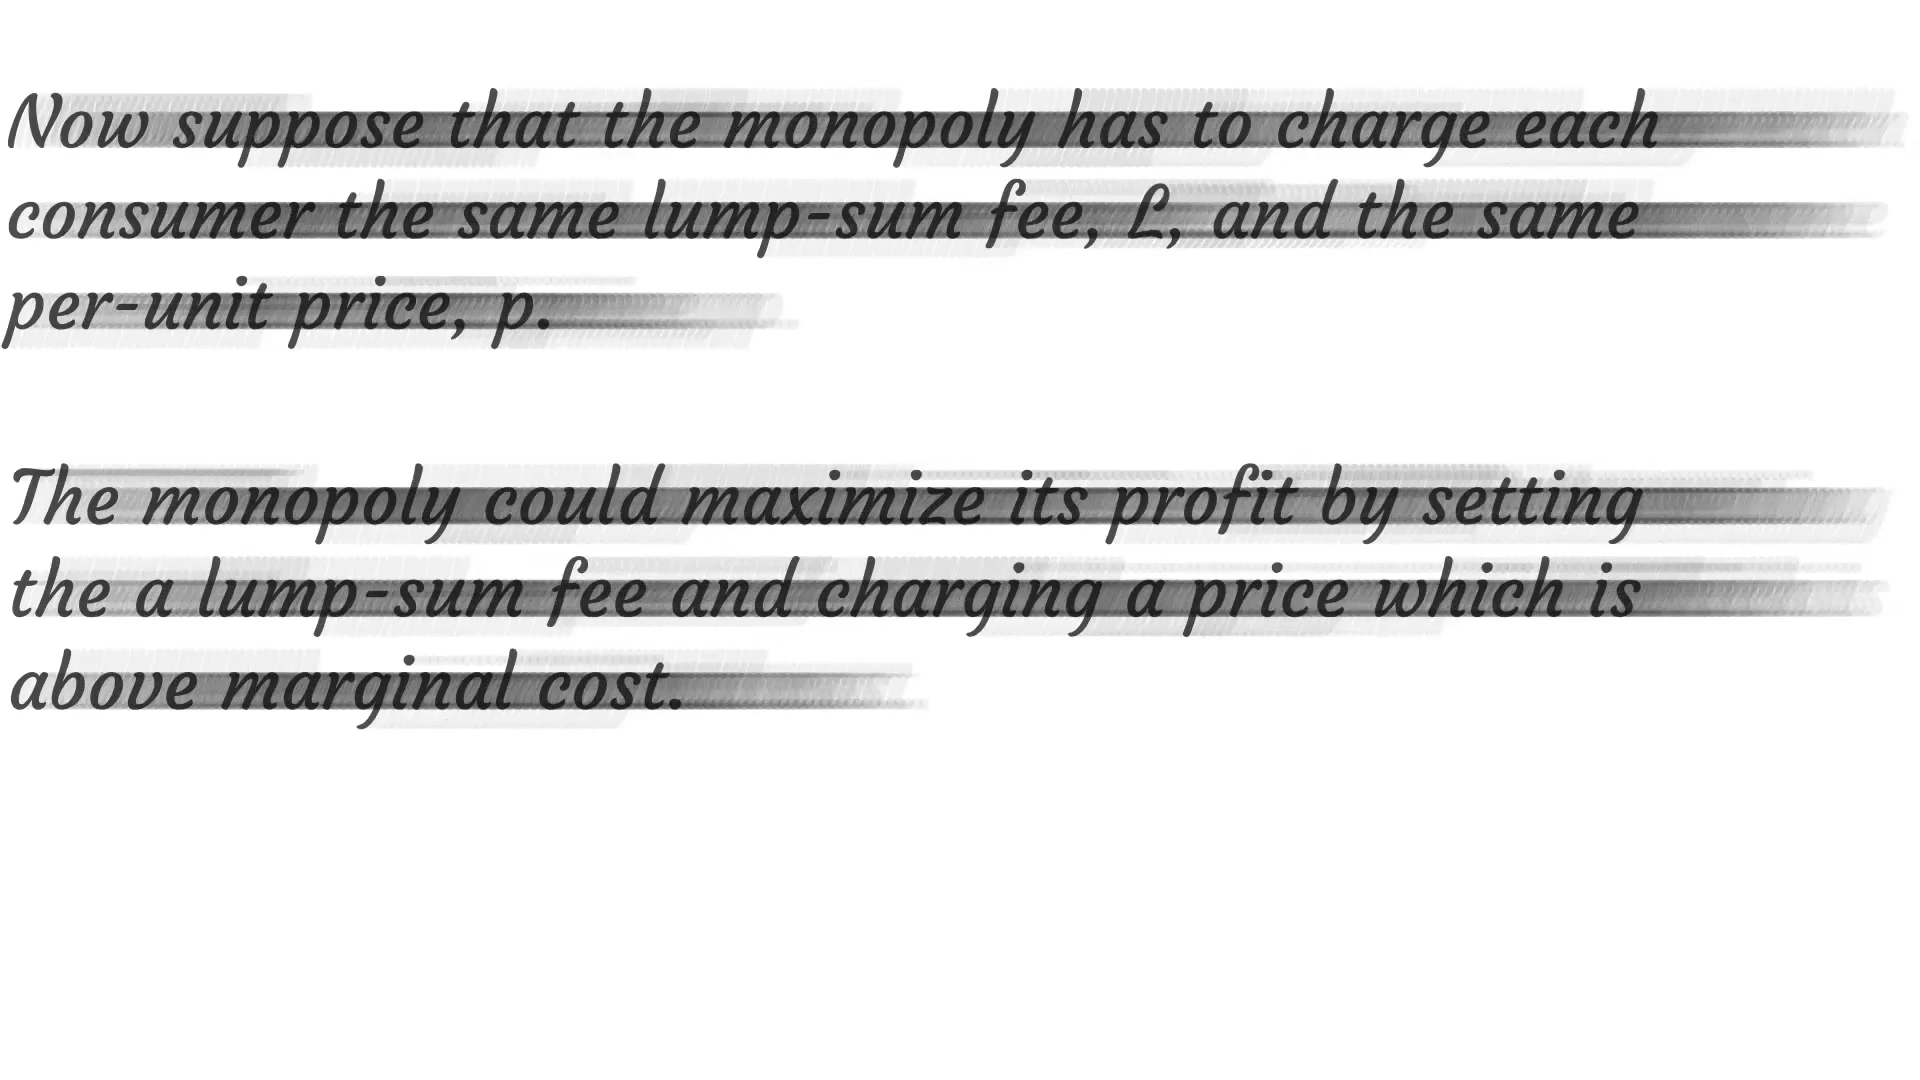 Now suppose that the monopoly has to charge each
consumer the same lump-sum fee, L, and the same
per-unit price, p.
The monopoly could maximize its profit by setting
the a lump-sum fee and charging a price which is
above marginal cost.